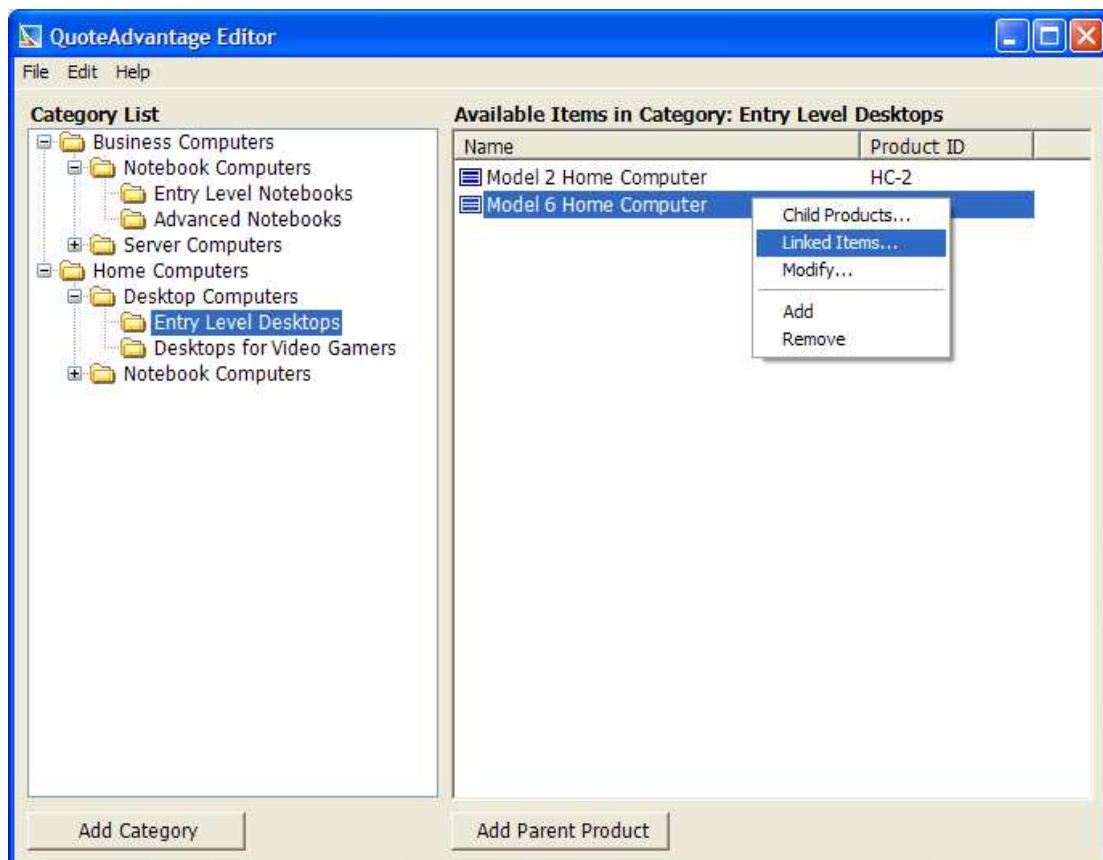 QuoteAdvantage Editor
File Edit Help
Category List
Business Computers
Notebook Computers
Entry Level Notebooks
Advanced Notebooks
Server Computers
Home Computers
Desktop Computers
Entry Level Desktops
Desktops for Video Gamers
Notebook Computers
Add Category
Available Items in Category: Entry Level Desktops
Name Product ID
Model 2 Home Computer HC-2
Model 6 Home Computer
Child Products...
Linked Items...
Modify...
Add
Remove
Add Parent Product